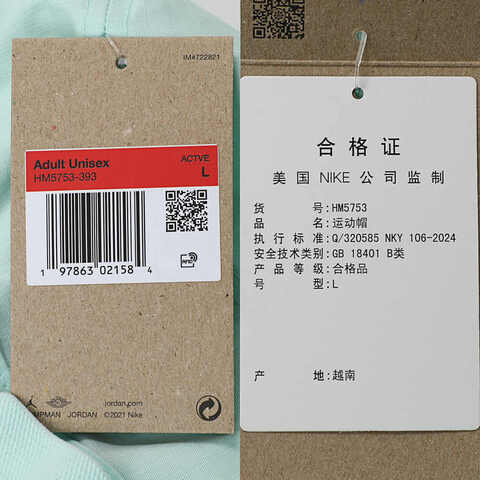 IM#722821
Adult Unisex
HM5753-393
ACTVE
L
1 97863 02158 4
RFID
jordan.com
JORDAN ©2021 Nike
合格证
美国 NIKE 公司监制
货 号:HM5753
品 名:运动帽
执行标准:Q/320585 NKY 106-2024
安全技术类别:GB 18401 B类
产品等级:合格品
号 型:L
产 地:越南